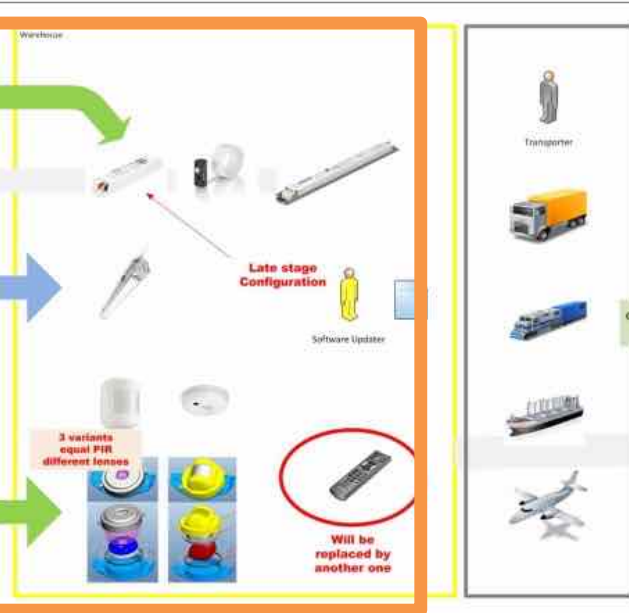 Warehouse
Transporter
Late stage
Configuration
Software Updater
3 variants
equal PIR
different lenses
Will be
replaced by
another one